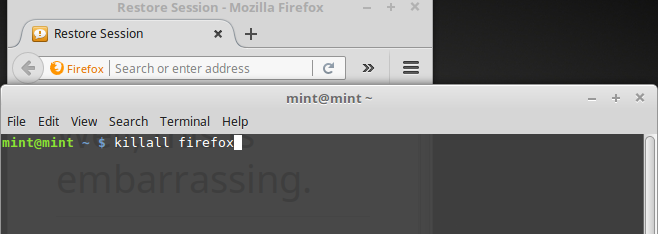 Restore Session - Mozilla Firefox
Restore Session
Firefox Search or enter address
mint@mint ~
File Edit View Search Terminal Help
mint@mint ~ $ killall firefox
embarrassing.